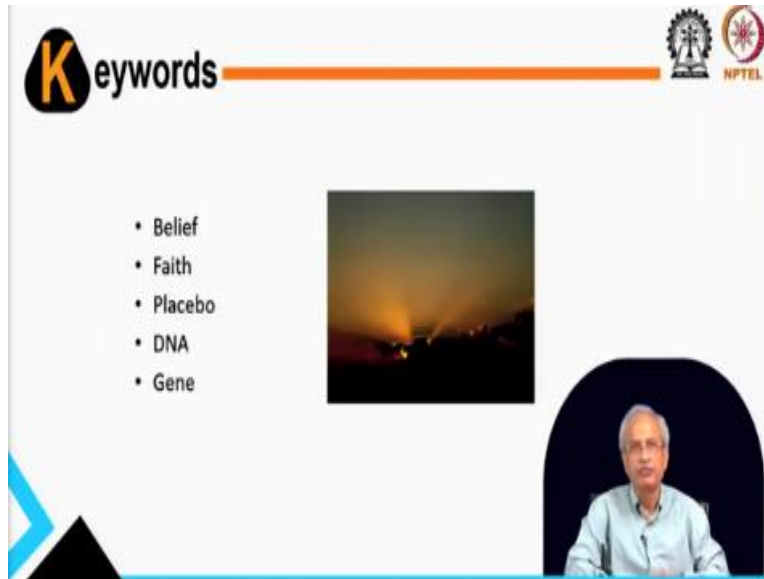 Keywords
NPTEL
• Belief
• Faith
• Placebo
• DNA
• Gene